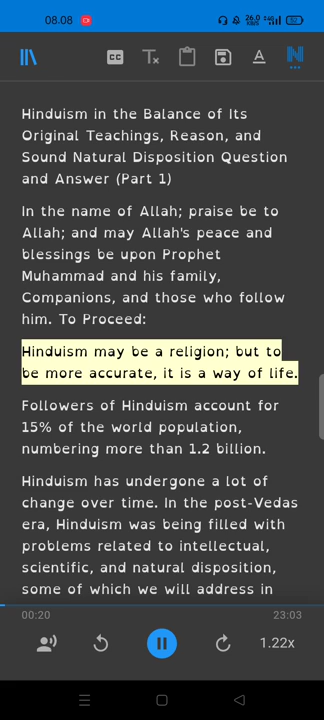 08.08
26.0
KB/s
CC
A
N
Hinduism in the Balance of Its
Original Teachings, Reason, and
Sound Natural Disposition Question
and Answer (Part 1)
In the name of Allah; praise be to
Allah; and may Allah's peace and
blessings be upon Prophet
Muhammad and his family,
Companions, and those who follow
him. To Proceed:
Hinduism may be a religion; but to
be more accurate, it is a way of life.
Followers of Hinduism account for
15% of the world population,
numbering more than 1.2 billion.
Hinduism has undergone a lot of
change over time. In the post-Vedas
era, Hinduism was being filled with
problems related to intellectual,
scientific, and natural disposition,
some of which we will address in
00:20
23:03
1.22x